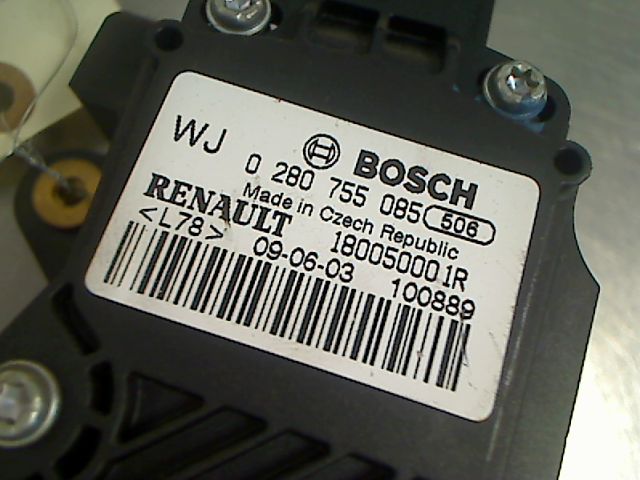 WJ BOSCH
0 280 755 085 506
Made in Czech Republic
RENAULT 180050001R
<L78> 09-06-03 100889